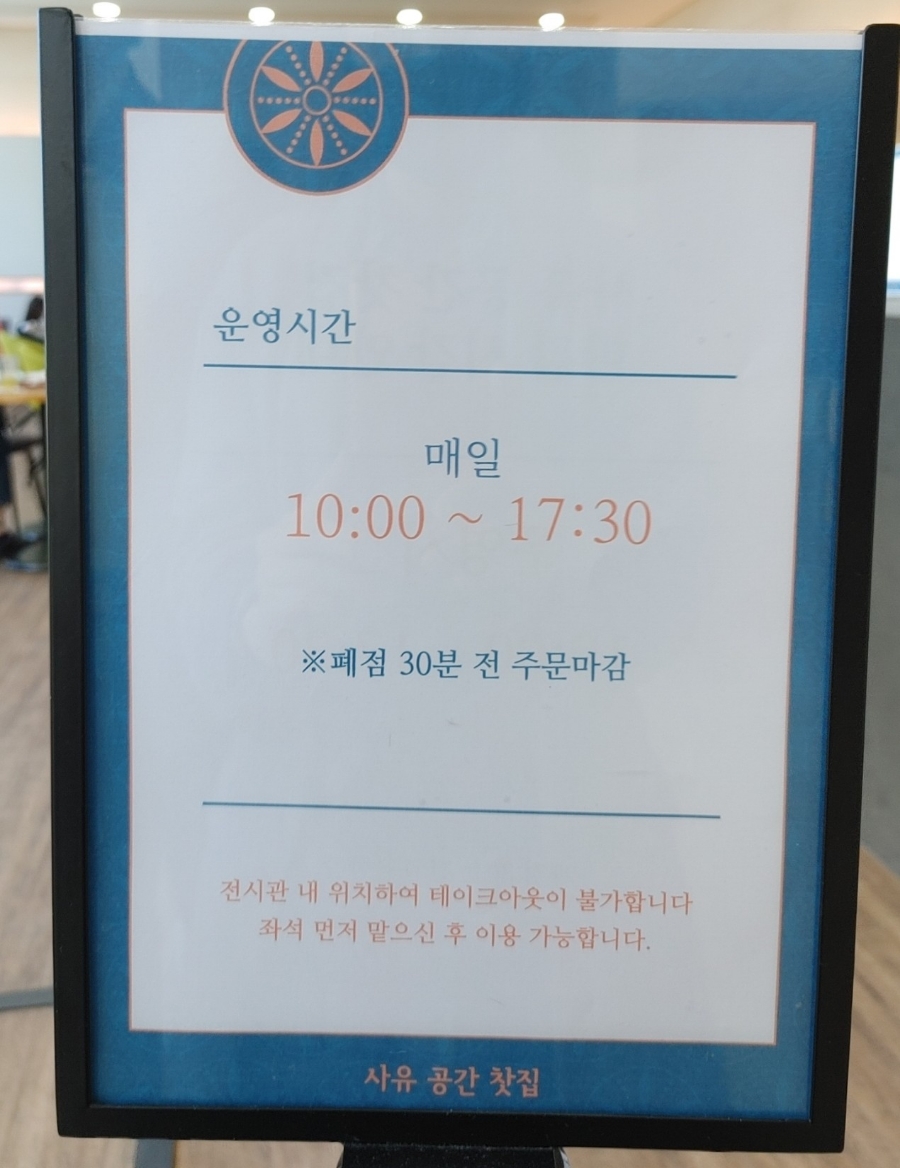 운영시간
매일
10:00 ~ 17:30
※폐점 30분 전 주문마감
전시관 내 위치하여 테이크아웃이 불가합니다
좌석 먼저 맡으신 후 이용 가능합니다.
사유 공간 찻집